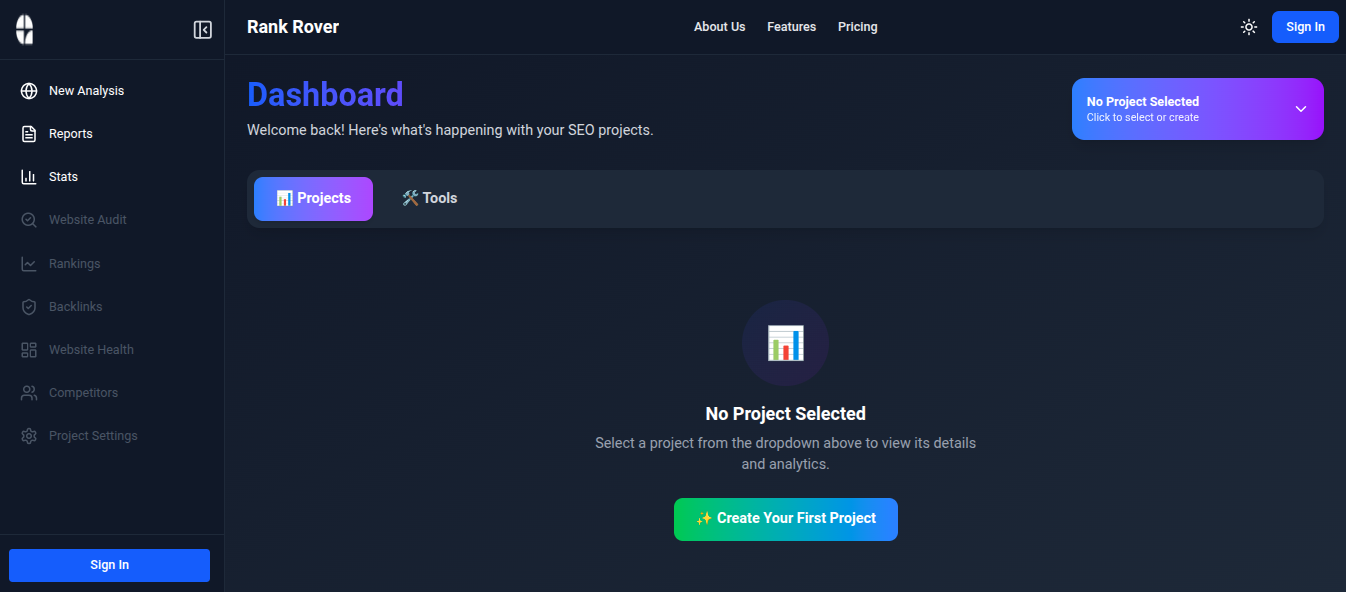 Rank Rover
About Us
Features
Pricing
Sign In
New Analysis
Reports
Stats
Website Audit
Rankings
Backlinks
Website Health
Competitors
Project Settings
Sign In
Dashboard
Welcome back! Here's what's happening with your SEO projects.
No Project Selected
Click to select or create
📊 Projects
🛠️ Tools
No Project Selected
Select a project from the dropdown above to view its details
and analytics.
✨ Create Your First Project